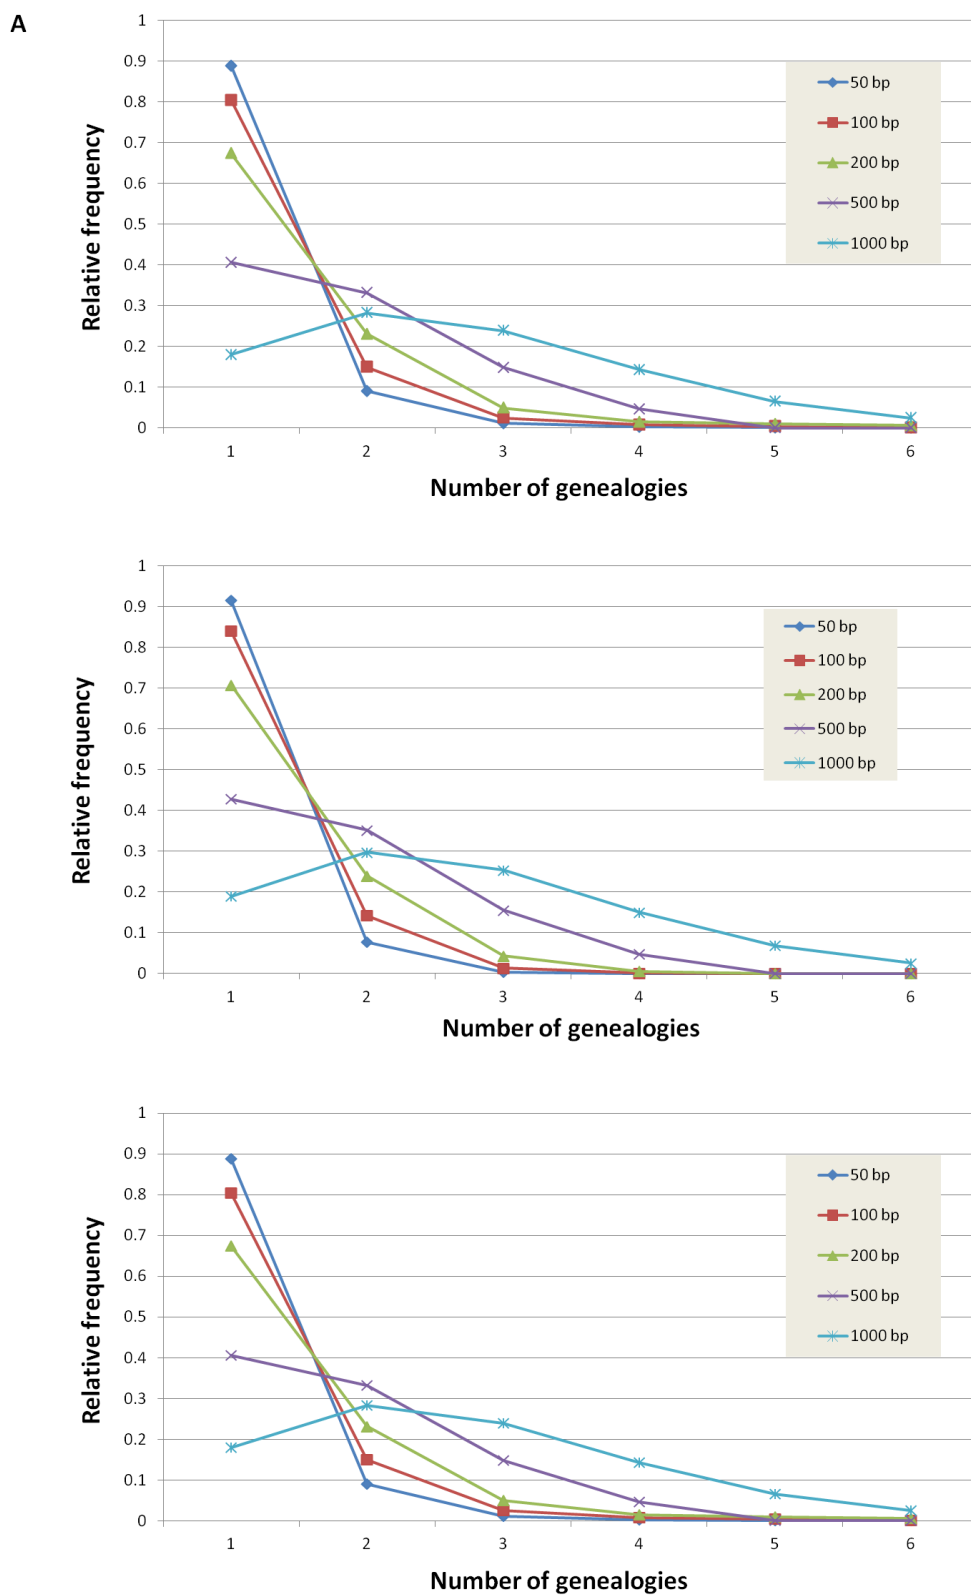 A
1
0.9
0.8
0.7
0.6
0.5
0.4
0.3
0.2
0.1
0
Relative frequency
50 bp
100 bp
200 bp
500 bp
1000 bp
1 2 3 4 5 6
Number of genealogies
1
0.9
0.8
0.7
0.6
0.5
0.4
0.3
0.2
0.1
0
Relative frequency
50 bp
100 bp
200 bp
500 bp
1000 bp
1 2 3 4 5 6
Number of genealogies
1
0.9
0.8
0.7
0.6
0.5
0.4
0.3
0.2
0.1
0
Relative frequency
50 bp
100 bp
200 bp
500 bp
1000 bp
1 2 3 4 5 6
Number of genealogies